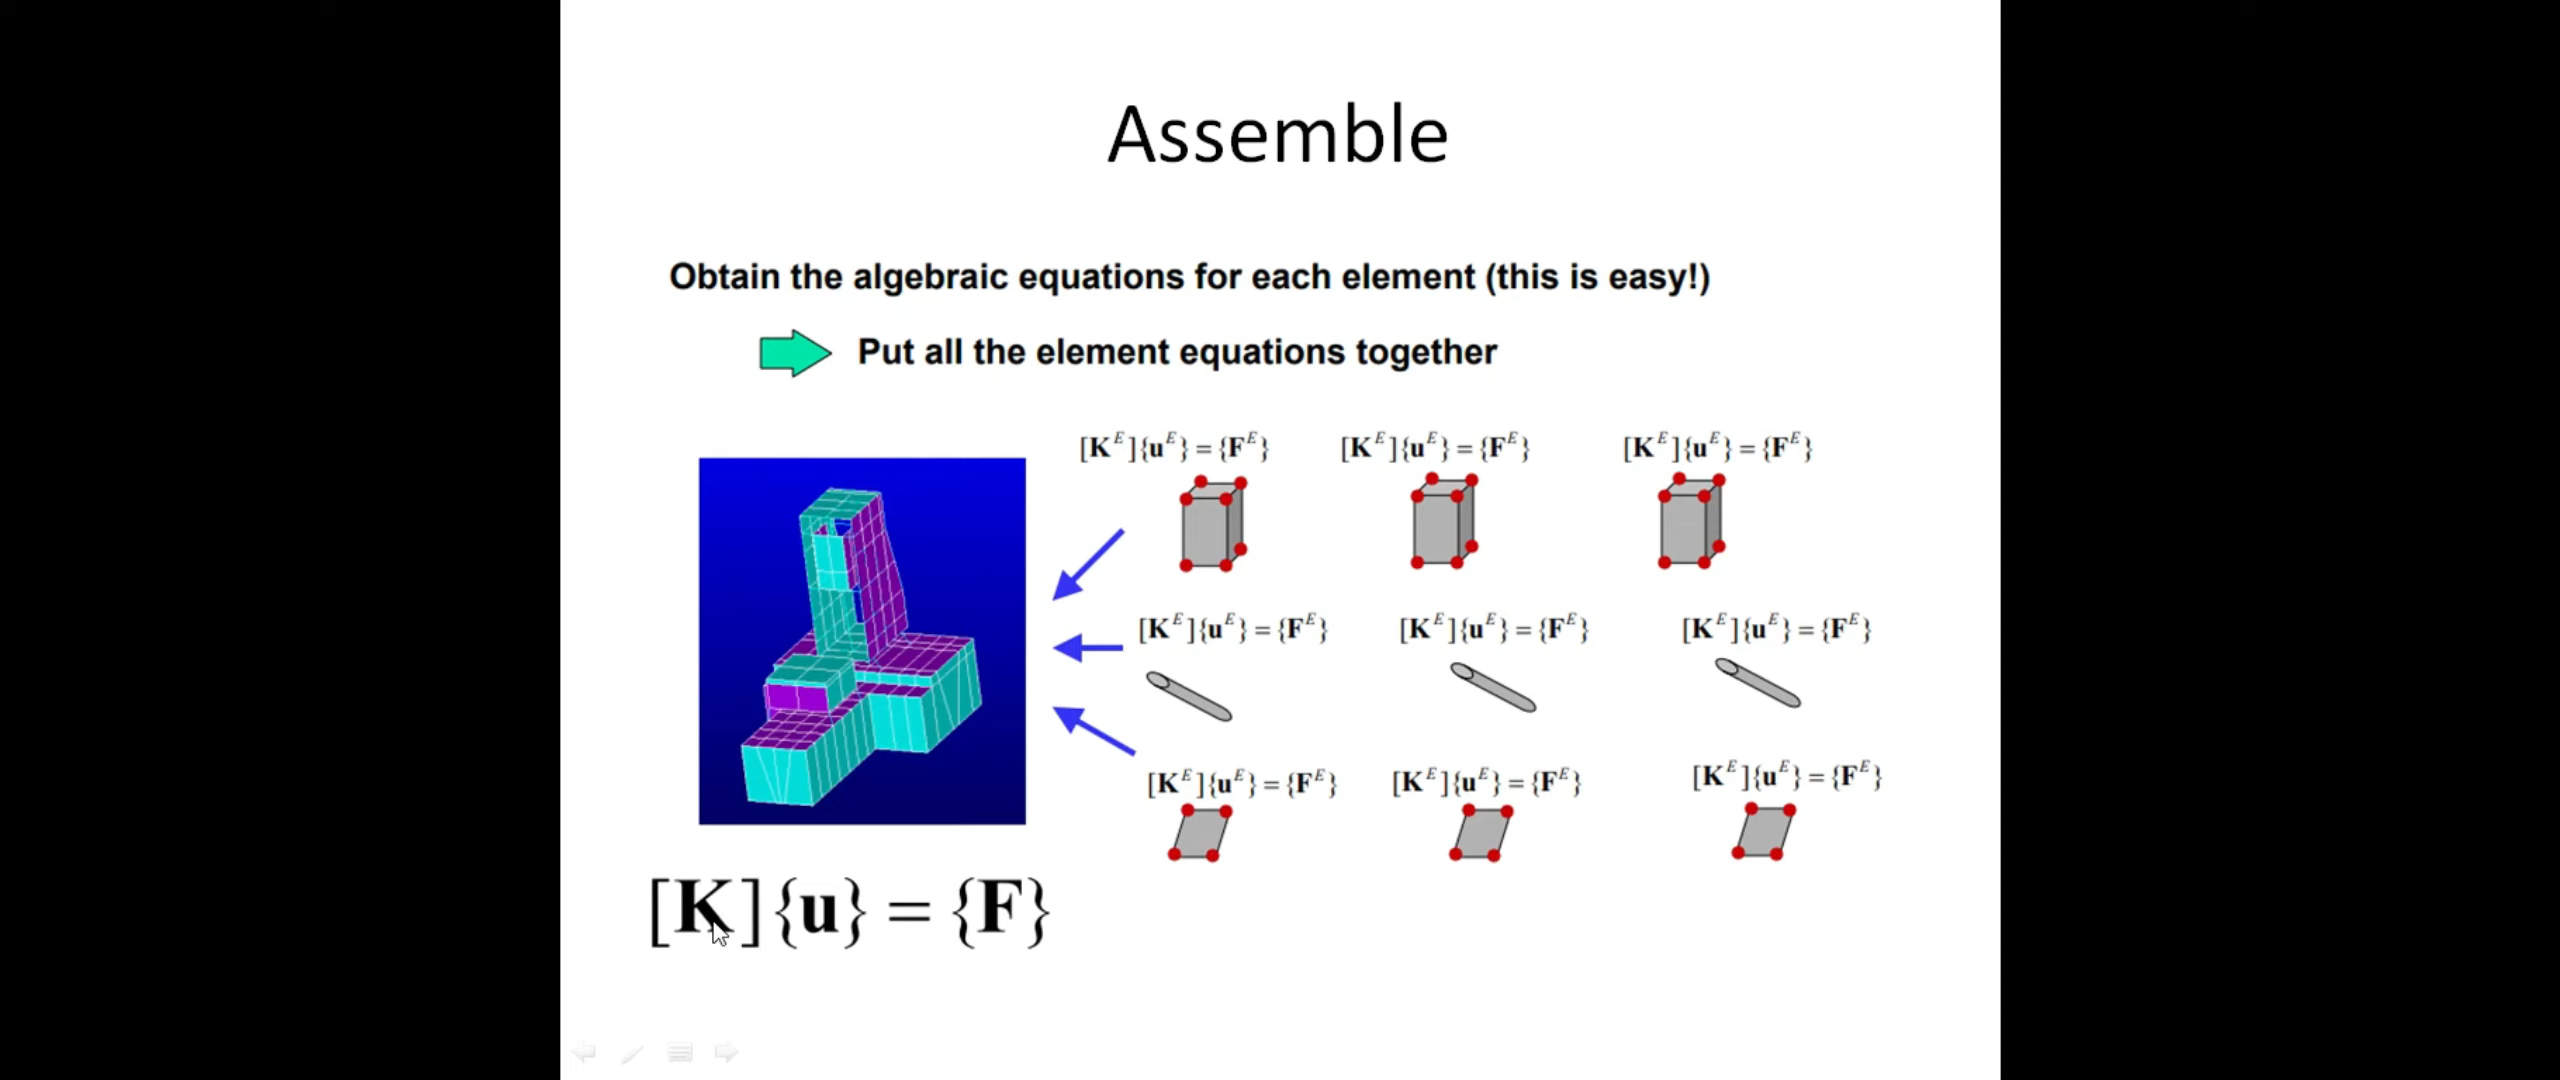 Assemble
Obtain the algebraic equations for each element (this is easy!)
Put all the element equations together
[K^E]{u^E} = {F^E} [K^E]{u^E} = {F^E} [K^E]{u^E} = {F^E}
[K^E]{u^E} = {F^E} [K^E]{u^E} = {F^E} [K^E]{u^E} = {F^E}
[K^E]{u^E} = {F^E} [K^E]{u^E} = {F^E} [K^E]{u^E} = {F^E}
[K]{u} = {F}